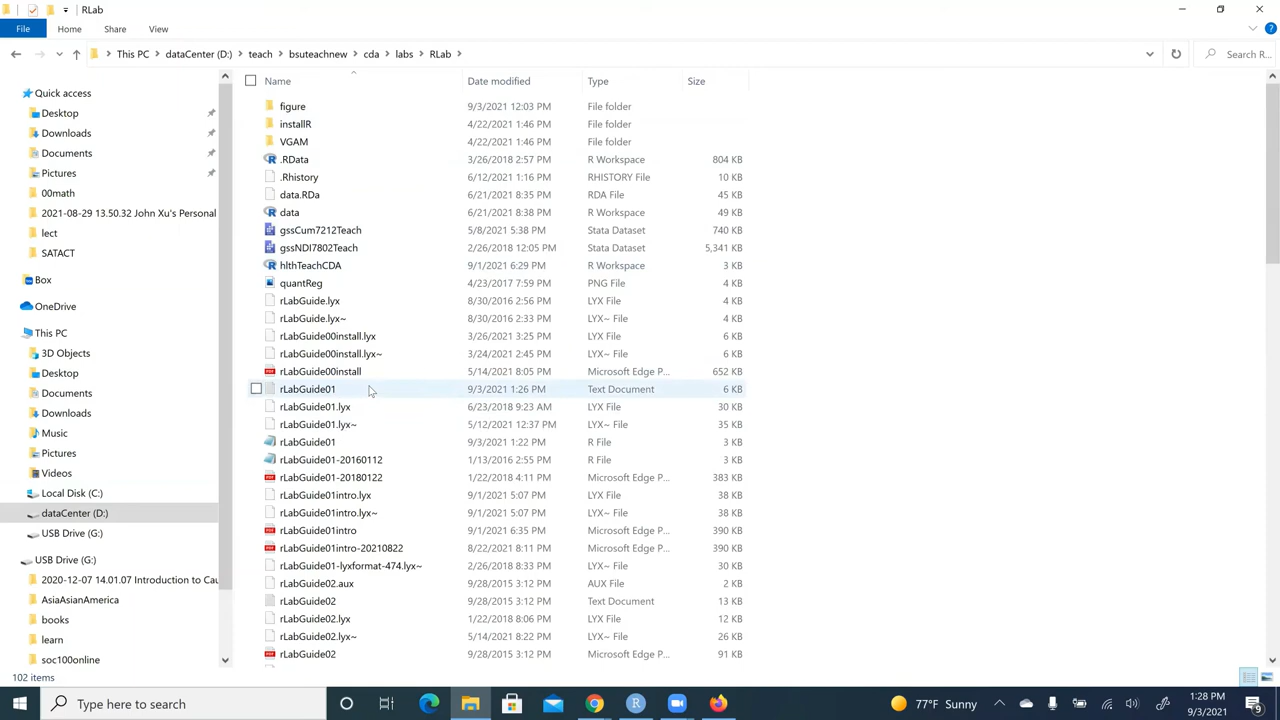 RLab
File Home Share View
This PC dataCenter (D:) teach bsuteachnew cda labs RLab Search R...
Name Date modified Type Size
Quick access
Desktop
Downloads
Documents
Pictures
00math
2021-08-29 13.50.32 John Xu's Personal
lect
SATACT
Box
OneDrive
This PC
3D Objects
Desktop
Documents
Downloads
Music
Pictures
Videos
Local Disk (C:)
dataCenter (D:)
USB Drive (G:)
USB Drive (G:)
2020-12-07 14.01.07 Introduction to Cau
AsiaAsianAmerica
books
learn
soc100online
figure 9/3/2021 12:03 PM File folder
installR 4/22/2021 1:46 PM File folder
VGAM 4/22/2021 1:46 PM File folder
.RData 3/26/2018 2:57 PM R Workspace 804 KB
.Rhistory 6/12/2021 1:16 PM RHISTORY File 10 KB
data.RDa 6/21/2021 8:35 PM RDA File 45 KB
data 6/21/2021 8:38 PM R Workspace 49 KB
gssCum7212Teach 5/8/2021 5:38 PM Stata Dataset 740 KB
gssNDI7802Teach 2/26/2018 12:05 PM Stata Dataset 5,341 KB
hlthTeachCDA 9/1/2021 6:29 PM R Workspace 3 KB
quantReg 4/23/2017 7:59 PM PNG File 4 KB
rLabGuide.lyx 8/30/2016 2:56 PM LYX File 4 KB
rLabGuide.lyx~ 8/30/2016 2:33 PM LYX~ File 4 KB
rLabGuide00install.lyx 3/26/2021 3:25 PM LYX File 6 KB
rLabGuide00install.lyx~ 3/24/2021 2:45 PM LYX~ File 6 KB
rLabGuide00install 5/14/2021 8:05 PM Microsoft Edge P... 652 KB
rLabGuide01 9/3/2021 1:26 PM Text Document 6 KB
rLabGuide01.lyx 6/23/2018 9:23 AM LYX File 30 KB
rLabGuide01.lyx~ 5/12/2021 12:37 PM LYX~ File 35 KB
rLabGuide01 9/3/2021 1:22 PM R File 3 KB
rLabGuide01-20160112 1/13/2016 2:55 PM R File 3 KB
rLabGuide01-20180122 1/22/2018 4:11 PM Microsoft Edge P... 383 KB
rLabGuide01intro.lyx 9/1/2021 5:07 PM LYX File 38 KB
rLabGuide01intro.lyx~ 9/1/2021 5:07 PM LYX~ File 38 KB
rLabGuide01intro 9/1/2021 6:35 PM Microsoft Edge P... 390 KB
rLabGuide01intro-20210822 8/22/2021 8:11 PM Microsoft Edge P... 390 KB
rLabGuide01-lyxformat-474.lyx~ 2/26/2018 8:33 PM LYX~ File 30 KB
rLabGuide02.aux 9/28/2015 3:12 PM AUX File 2 KB
rLabGuide02 9/28/2015 3:12 PM Text Document 13 KB
rLabGuide02.lyx 1/22/2018 8:06 PM LYX File 12 KB
rLabGuide02.lyx~ 5/14/2021 8:22 PM LYX~ File 26 KB
rLabGuide02 9/28/2015 3:12 PM Microsoft Edge P... 91 KB
102 items
Type here to search 77°F Sunny 1:28 PM
9/3/2021